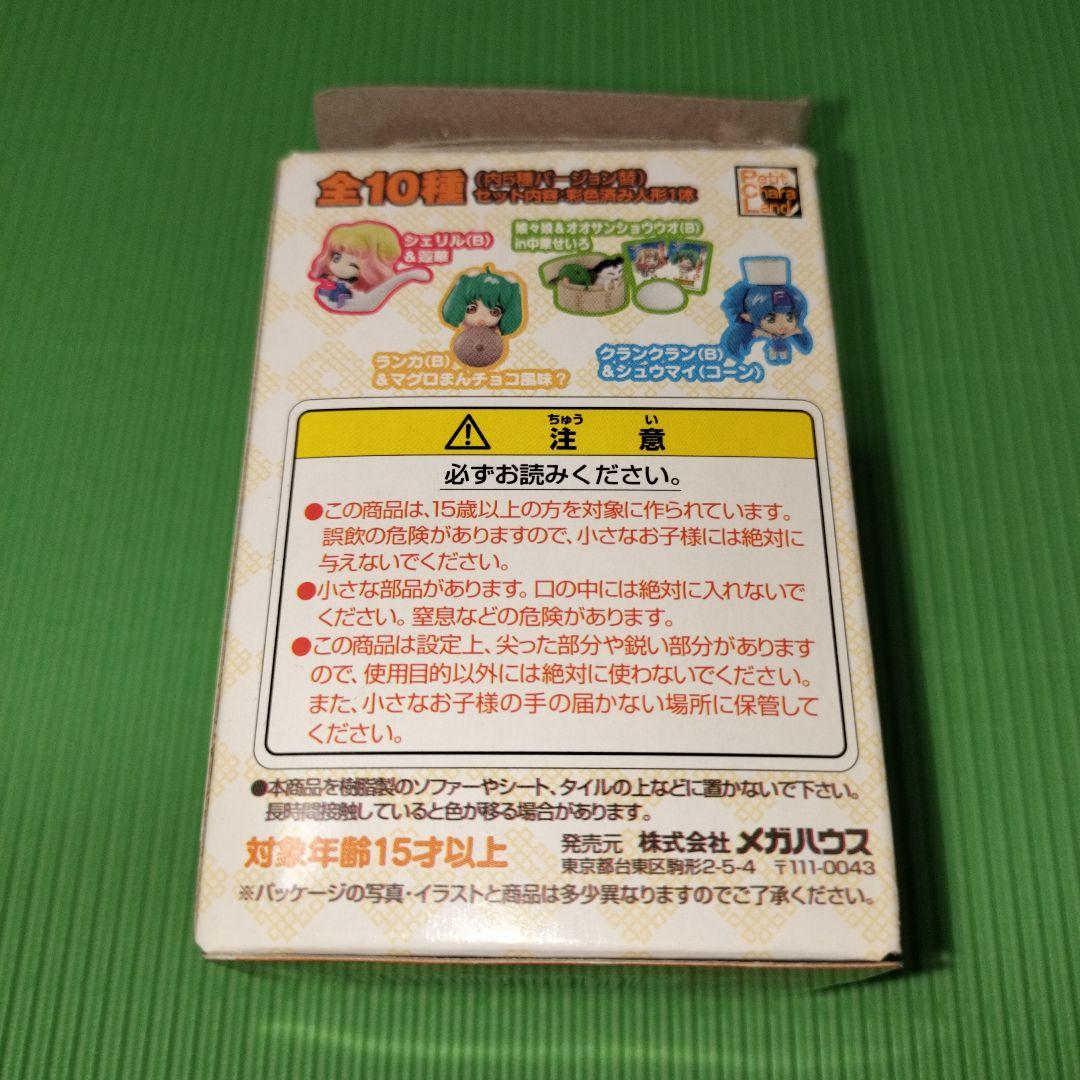 全10種
(内5種バージョン替)
セット内容:彩色済み人形1体
Petit
Chara
Land
シェリル(B)
&蓮華
娘々娘&オオサンショウウオ(B)
in中華せいろ
ランカ(B)
&マグロまんチョコ風味?
クランクラン(B)
&シュウマイ(コーン)
ちゅう い
注意
必ずお読みください。
●この商品は、15歳以上の方を対象に作られています。
誤飲の危険がありますので、小さなお子様には絶対に
与えないでください。
●小さな部品があります。口の中には絶対に入れないで
ください。窒息などの危険があります。
●この商品は設定上、尖った部分や鋭い部分があります
ので、使用目的以外には絶対に使わないでください。
また、小さなお子様の手の届かない場所に保管して
ください。
●本商品を樹脂製のソファーやシート、タイルの上などに置かないで下さい。
長時間接触していると色が移る場合があります。
対象年齢15才以上
発売元 株式会社 メガハウス
東京都台東区駒形2-5-4 〒111-0043
※パッケージの写真・イラストと商品は多少異なりますのでご了承ください。